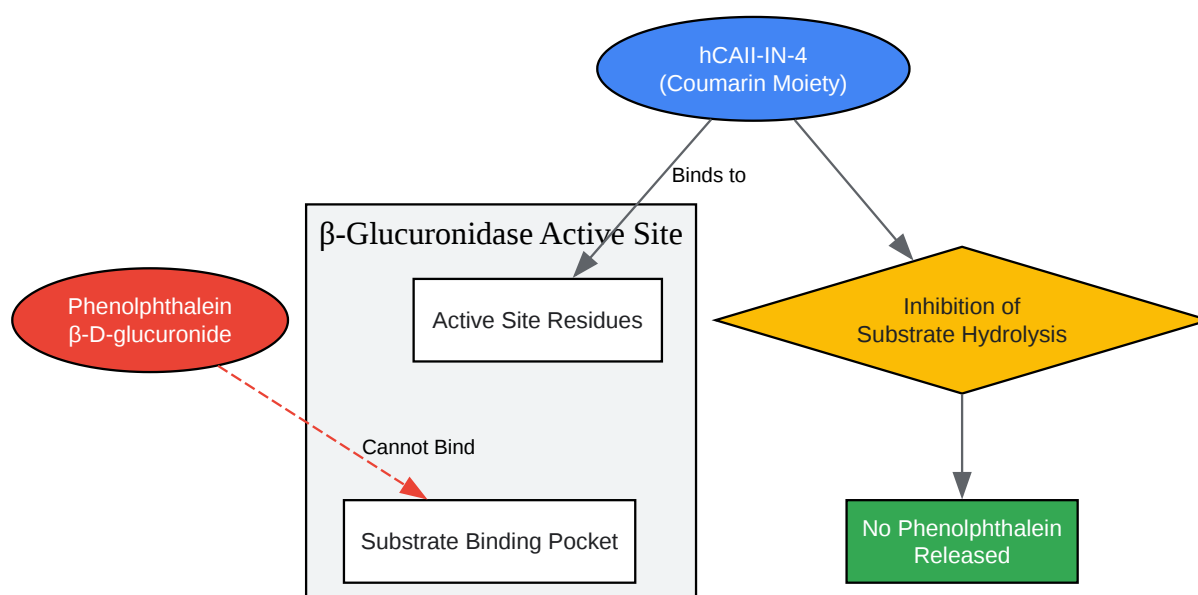 hCAII-IN-4
(Coumarin Moiety)
Binds to
β-Glucuronidase Active Site
Phenolphthalein
β-D-glucuronide
Active Site Residues
Inhibition of
Substrate Hydrolysis
Cannot Bind
Substrate Binding Pocket
No Phenolphthalein
Released